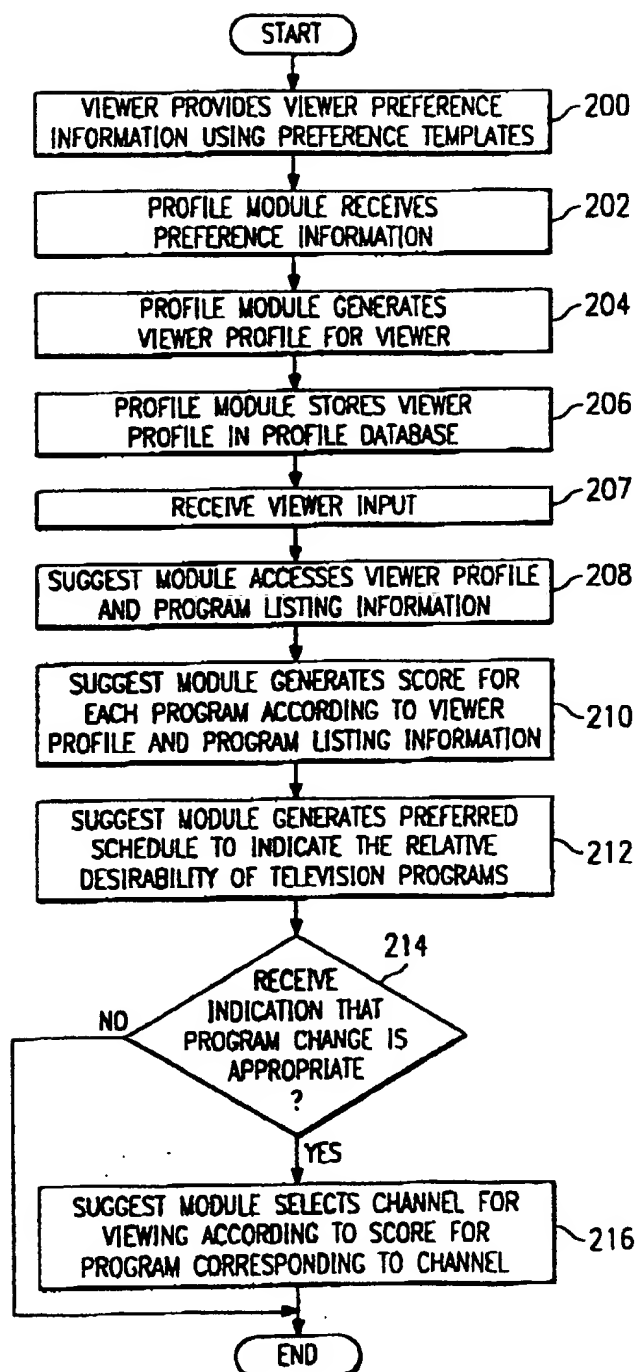 START
VIEWER PROVIDES VIEWER PREFERENCE
INFORMATION USING PREFERENCE TEMPLATES
200
PROFILE MODULE RECEIVES
PREFERENCE INFORMATION
202
PROFILE MODULE GENERATES
VIEWER PROFILE FOR VIEWER
204
PROFILE MODULE STORES VIEWER
PROFILE IN PROFILE DATABASE
206
RECEIVE VIEWER INPUT
207
SUGGEST MODULE ACCESSES VIEWER PROFILE
AND PROGRAM LISTING INFORMATION
208
SUGGEST MODULE GENERATES SCORE FOR
EACH PROGRAM ACCORDING TO VIEWER
PROFILE AND PROGRAM LISTING INFORMATION
210
SUGGEST MODULE GENERATES PREFERRED
SCHEDULE TO INDICATE THE RELATIVE
DESIRABILITY OF TELEVISION PROGRAMS
212
214
RECEIVE
INDICATION THAT
PROGRAM CHANGE IS
APPROPRIATE
?
NO
YES
SUGGEST MODULE SELECTS CHANNEL FOR
VIEWING ACCORDING TO SCORE FOR
PROGRAM CORRESPONDING TO CHANNEL
216
END